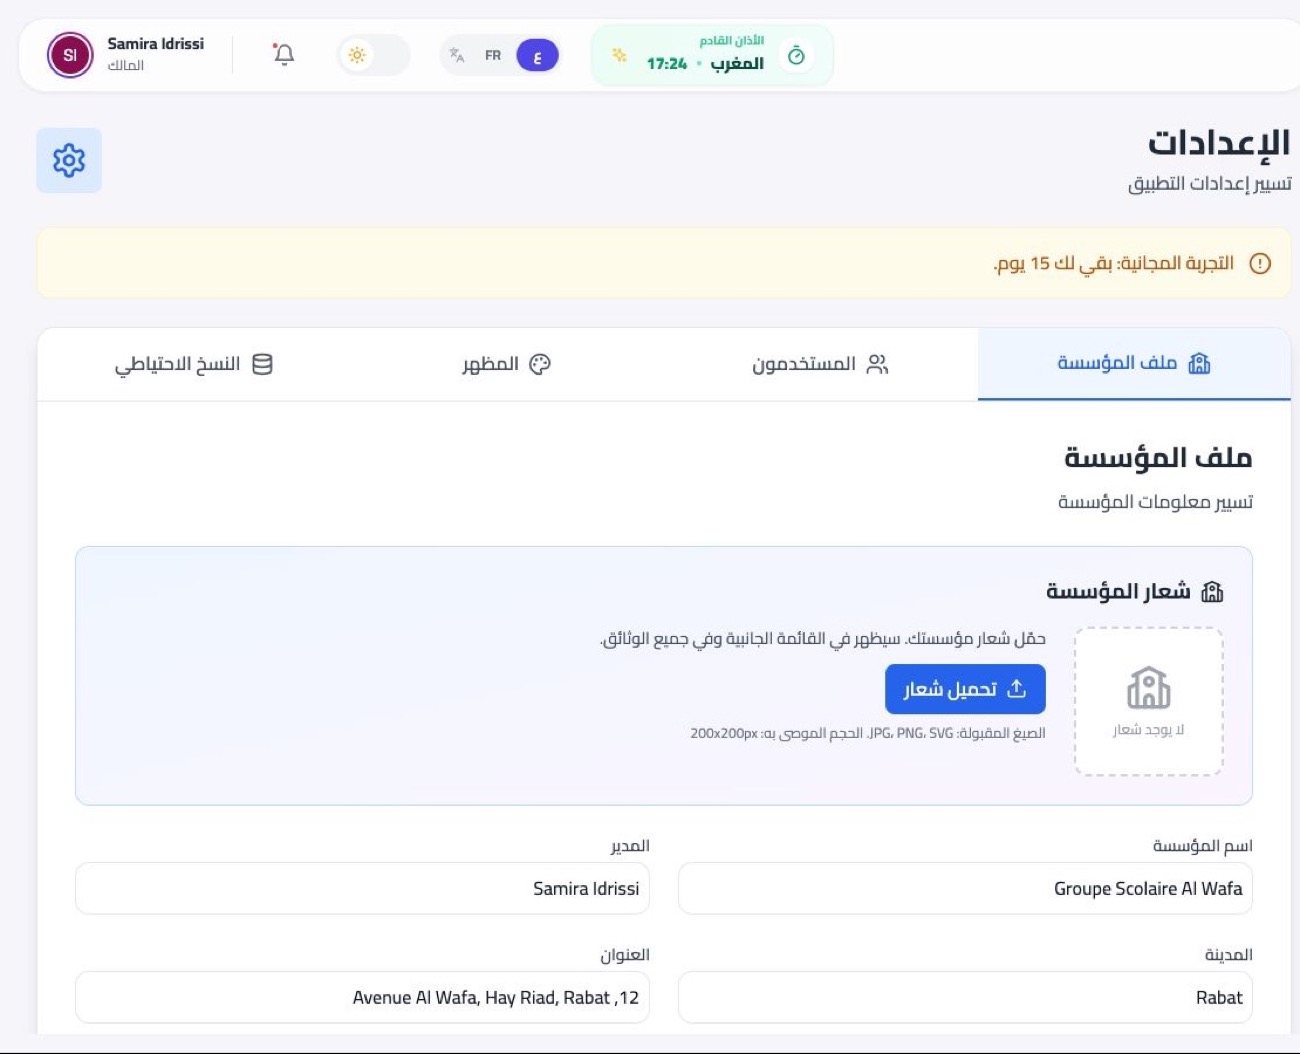 الأذان القادم
المغرب • 17:24
ع
FR
SI
Samira Idrissi
المالك
الإعدادات
تسيير إعدادات التطبيق
التجربة المجانية: بقي لك 15 يوم.
ملف المؤسسة
المستخدمون
المظهر
النسخ الاحتياطي
ملف المؤسسة
تسيير معلومات المؤسسة
شعار المؤسسة
لا يوجد شعار
حمّل شعار مؤسستك. سيظهر في القائمة الجانبية وفي جميع الوثائق.
تحميل شعار
الصيغ المقبولة: JPG، PNG، SVG. الحجم الموصى به: 200x200px
اسم المؤسسة
Groupe Scolaire Al Wafa
المدير
Samira Idrissi
المدينة
Rabat
العنوان
12, Avenue Al Wafa, Hay Riad, Rabat